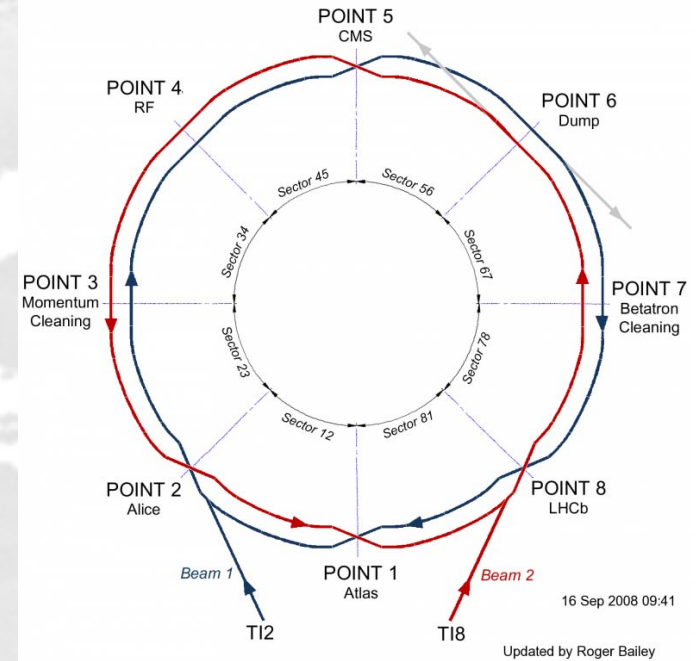 POINT 5
CMS
POINT 4
RF
POINT 6
Dump
Sector 45
Sector 56
Sector 34
Sector 67
POINT 3
Momentum
Cleaning
POINT 7
Betatron
Cleaning
Sector 23
Sector 78
Sector 12
Sector 81
POINT 2
Alice
POINT 8
LHCb
POINT 1
Atlas
Beam 1
Beam 2
16 Sep 2008 09:41
TI2
TI8
Updated by Roger Bailey